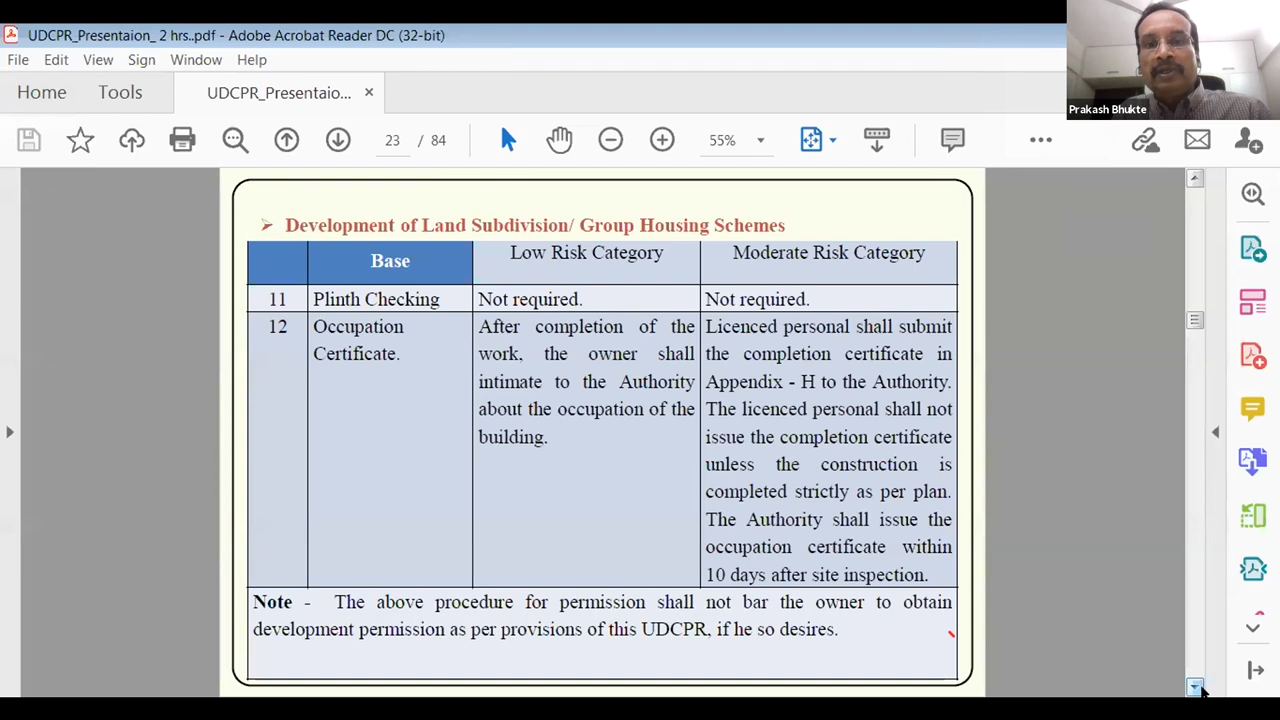 UDCPR_Presentaion_ 2 hrs..pdf - Adobe Acrobat Reader DC (32-bit)
File Edit View Sign Window Help
Home Tools UDCPR_Presentaio... ×
23 / 84 55%
Prakash Bhukte
➢ Development of Land Subdivision/ Group Housing Schemes
Base Low Risk Category Moderate Risk Category
11 Plinth Checking Not required. Not required.
12 Occupation
Certificate.
After completion of the
work, the owner shall
intimate to the Authority
about the occupation of the
building.
Licenced personal shall submit
the completion certificate in
Appendix - H to the Authority.
The licenced personal shall not
issue the completion certificate
unless the construction is
completed strictly as per plan.
The Authority shall issue the
occupation certificate within
10 days after site inspection.
Note - The above procedure for permission shall not bar the owner to obtain
development permission as per provisions of this UDCPR, if he so desires.